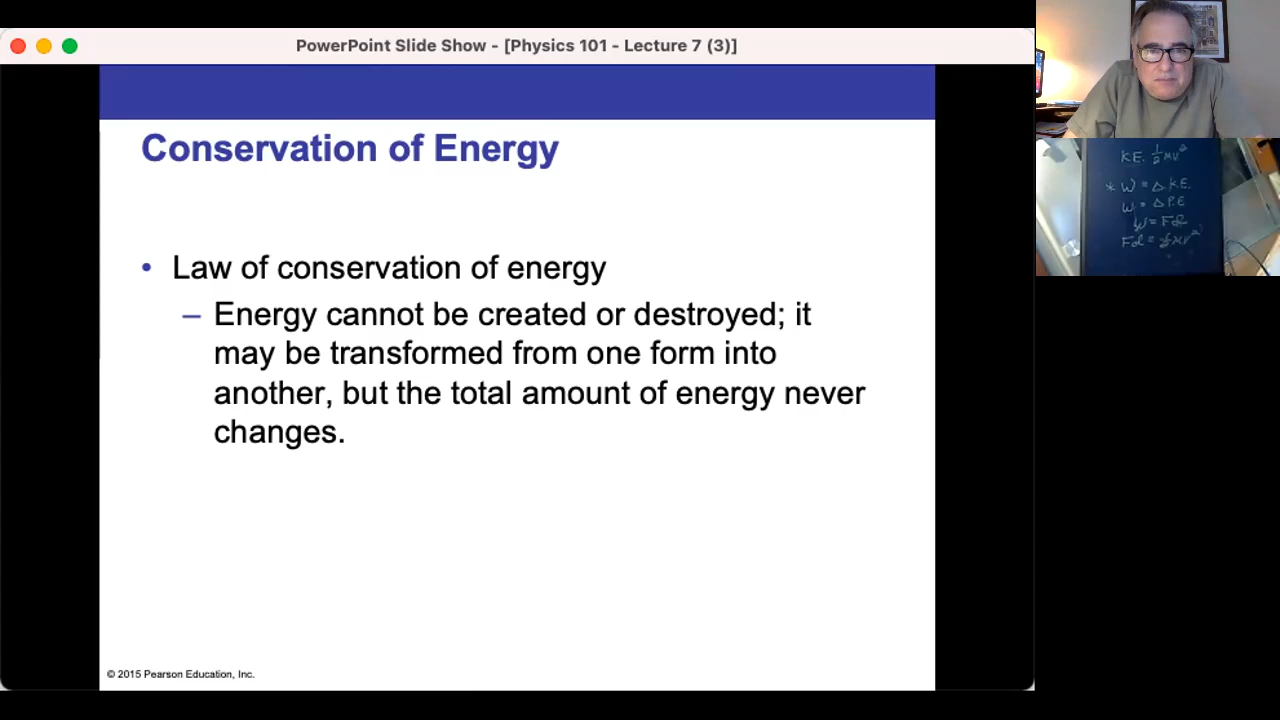 PowerPoint Slide Show - [Physics 101 - Lecture 7 (3)]
Conservation of Energy
• Law of conservation of energy
– Energy cannot be created or destroyed; it
may be transformed from one form into
another, but the total amount of energy never
changes.
© 2015 Pearson Education, Inc.
K.E. ½mv²
* W = Δ K.E.
W = Δ P.E
W = Fd
Fd = ½mv²